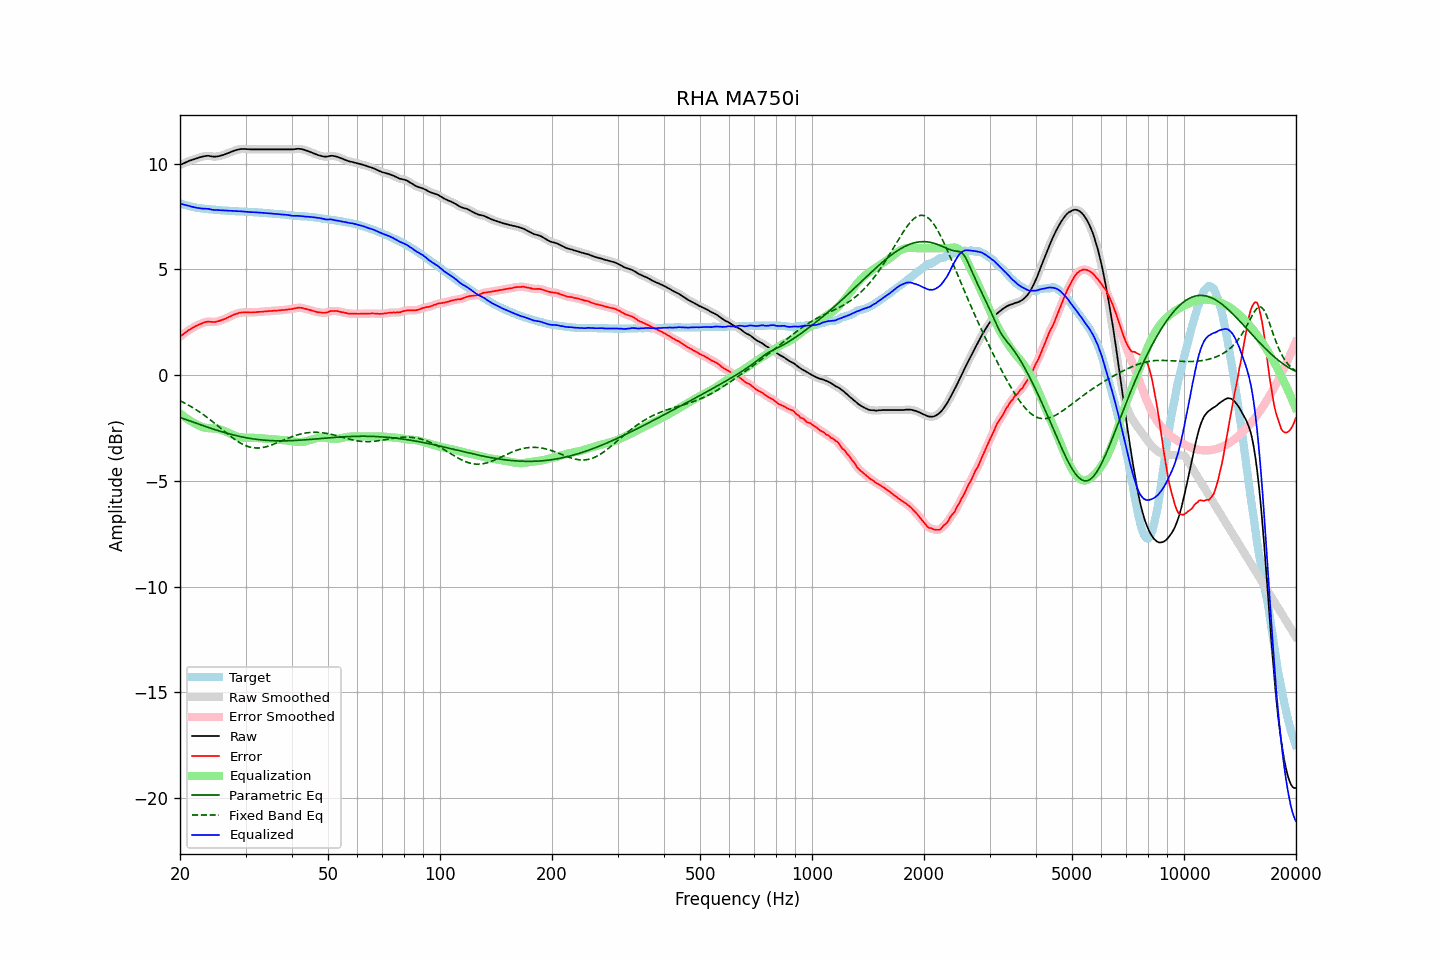 RHA MA750i
Amplitude (dBr)
10
5
0
−5
−10
−15
−20
Target
Raw Smoothed
Error Smoothed
Raw
Error
Equalization
Parametric Eq
Fixed Band Eq
Equalized
20 50 100 200 500 1000 2000 5000 10000 20000
Frequency (Hz)